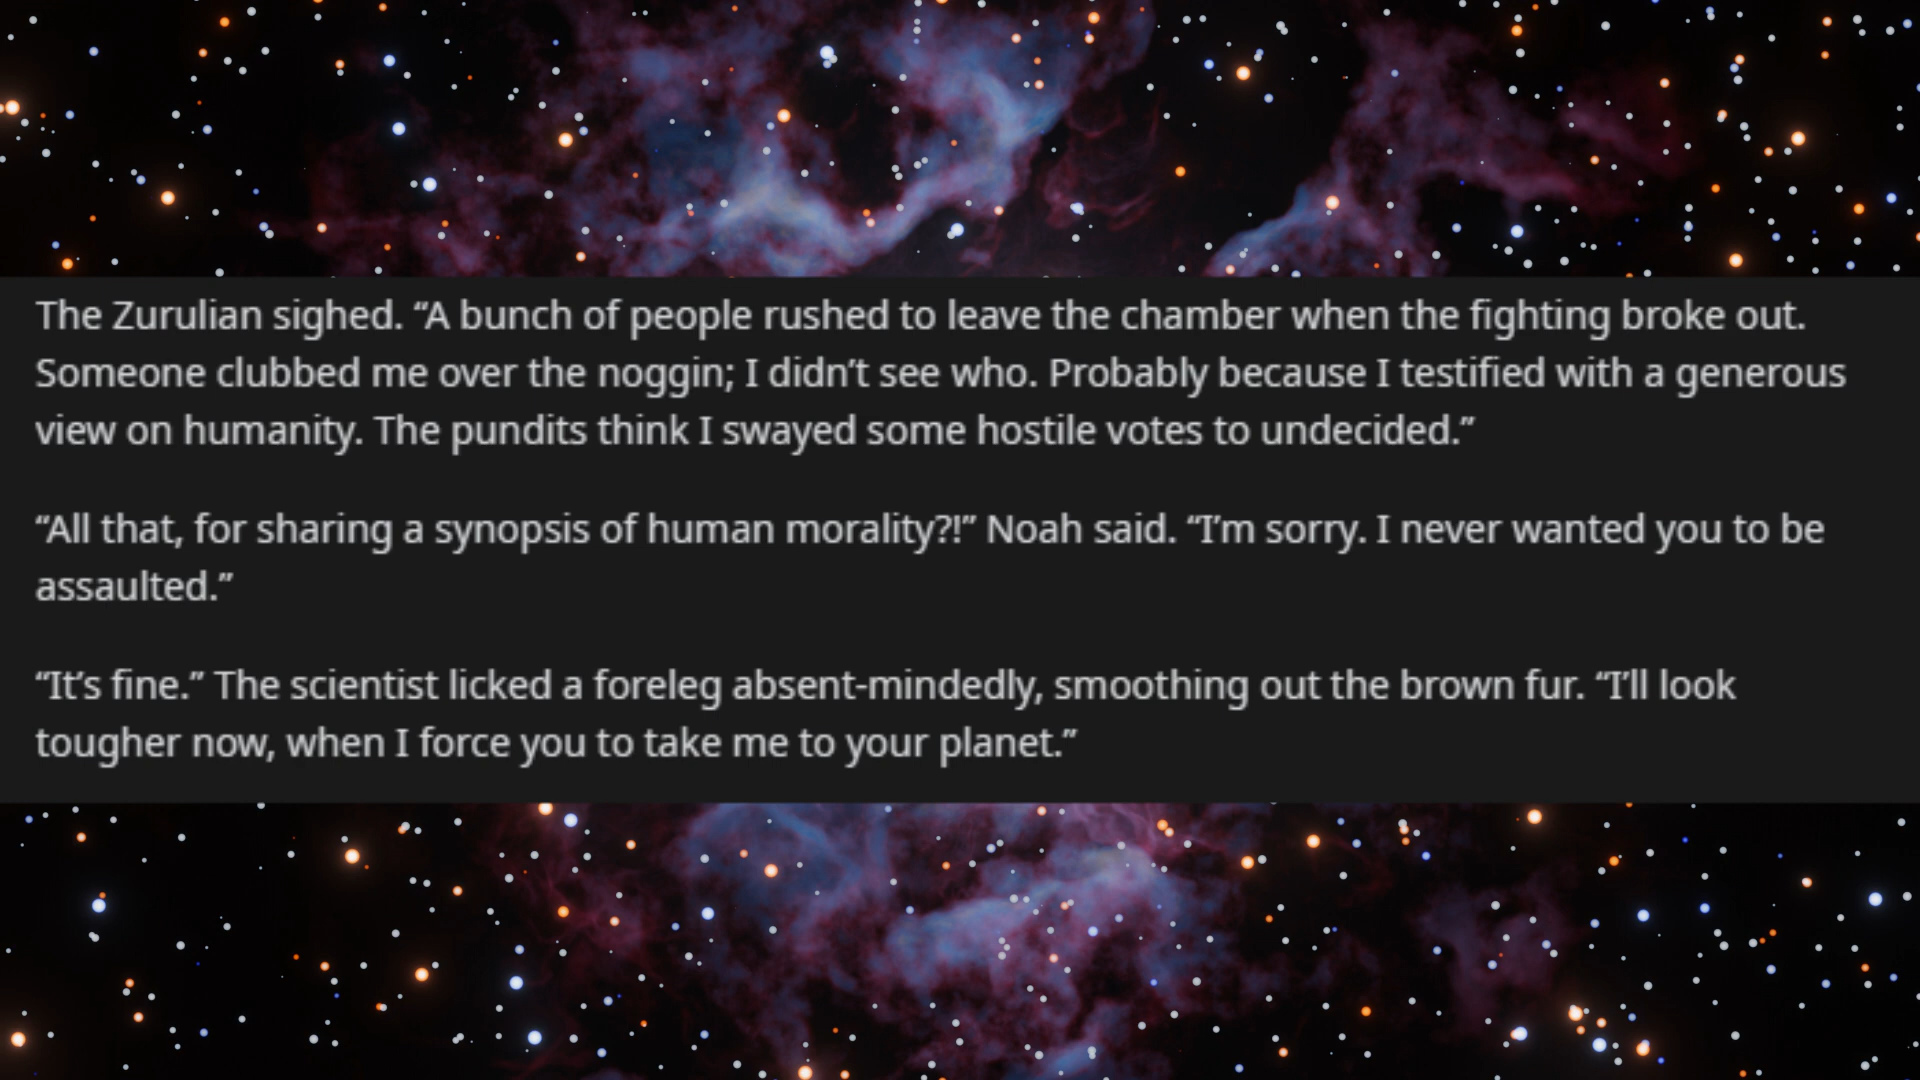 The Zurulian sighed. “A bunch of people rushed to leave the chamber when the fighting broke out.
Someone clubbed me over the noggin; I didn’t see who. Probably because I testified with a generous
view on humanity. The pundits think I swayed some hostile votes to undecided.”
“All that, for sharing a synopsis of human morality?!” Noah said. “I’m sorry. I never wanted you to be
assaulted.”
“It’s fine.” The scientist licked a foreleg absent-mindedly, smoothing out the brown fur. “I’ll look
tougher now, when I force you to take me to your planet.”